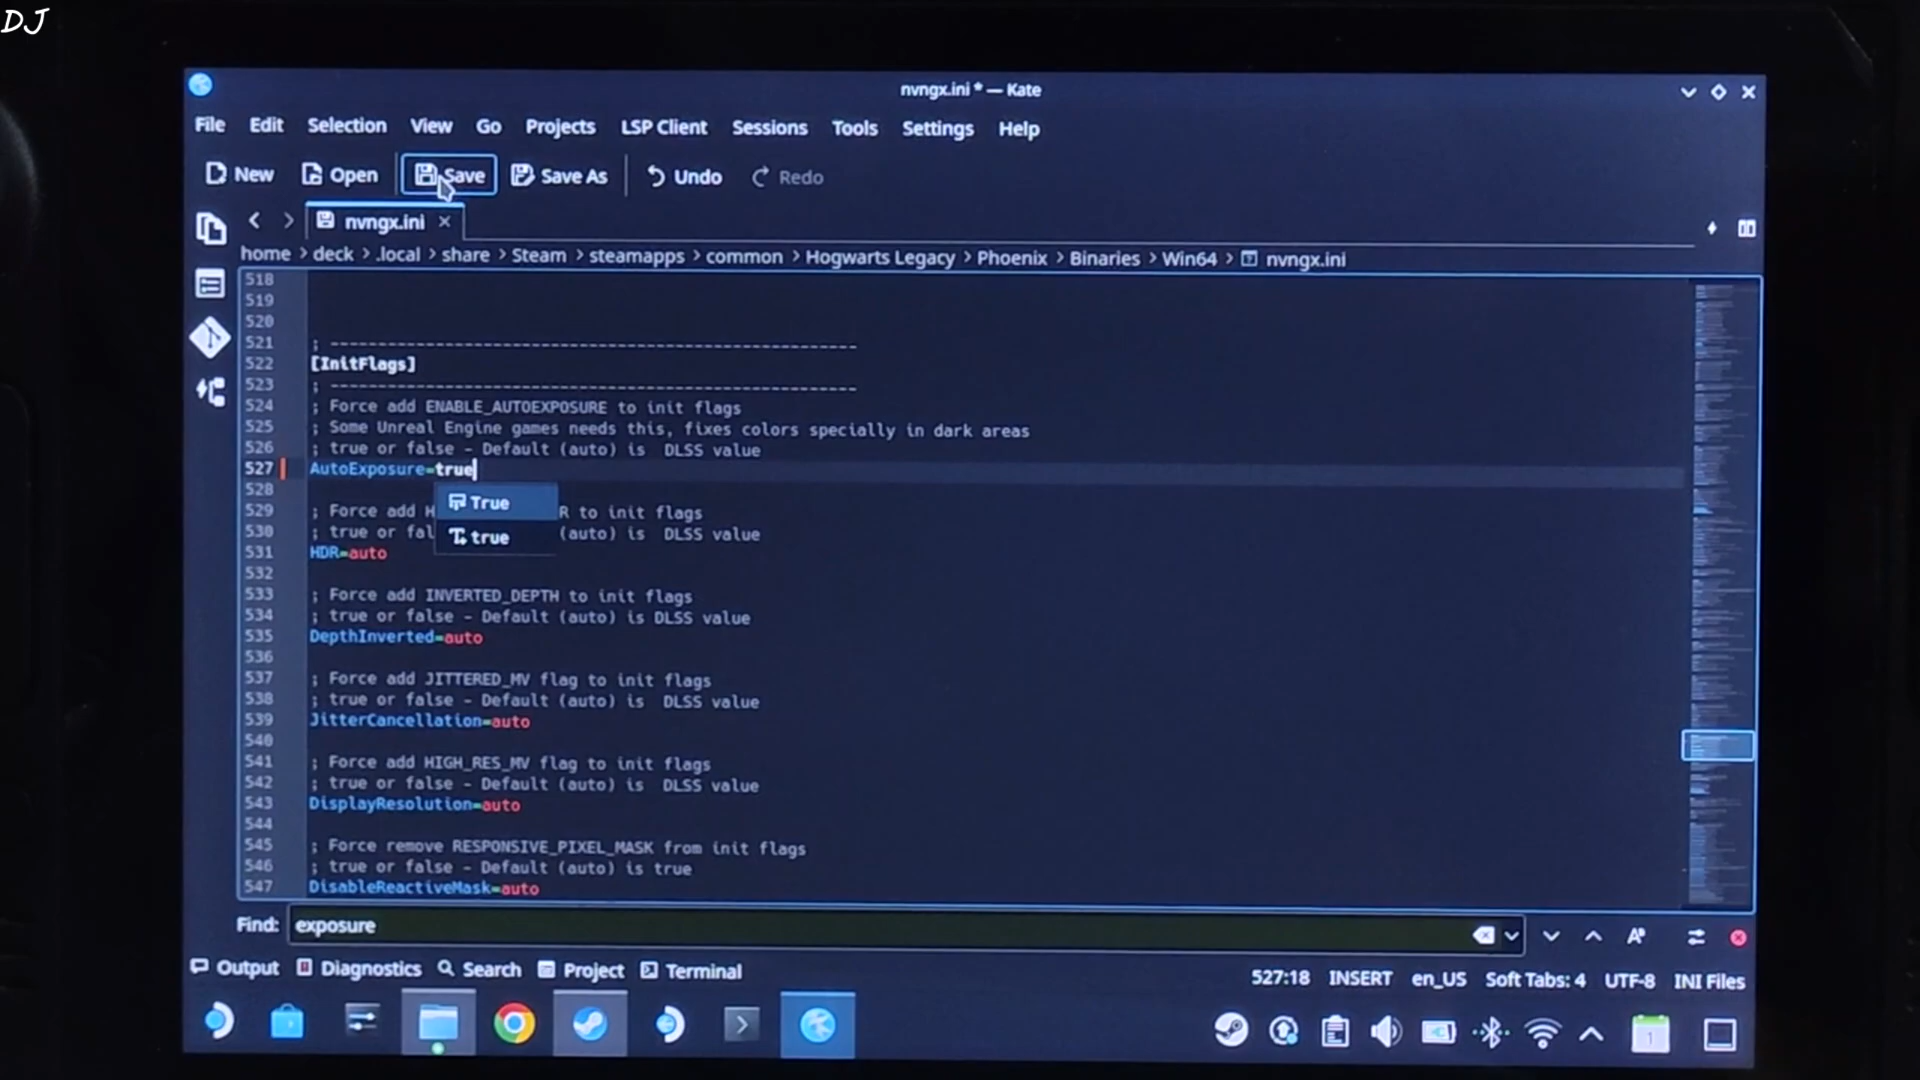 DJ
nvngx.ini * — Kate
File Edit Selection View Go Projects LSP Client Sessions Tools Settings Help
New Open Save Save As Undo Redo
nvngx.ini
home > deck > .local > share > Steam > steamapps > common > Hogwarts Legacy > Phoenix > Binaries > Win64 > nvngx.ini
518
519
520
521 ; -------------------------------------------------------
522 [InitFlags]
523 ; -------------------------------------------------------
524 ; Force add ENABLE_AUTOEXPOSURE to init flags
525 ; Some Unreal Engine games needs this, fixes colors specially in dark areas
526 ; true or false - Default (auto) is  DLSS value
527 AutoExposure=true
528
True
529 ; Force add H R to init flags
530 ; true or fal (auto) is  DLSS value
true
531 HDR=auto
532
533 ; Force add INVERTED_DEPTH to init flags
534 ; true or false - Default (auto) is DLSS value
535 DepthInverted=auto
536
537 ; Force add JITTERED_MV flag to init flags
538 ; true or false - Default (auto) is  DLSS value
539 JitterCancellation=auto
540
541 ; Force add HIGH_RES_MV flag to init flags
542 ; true or false - Default (auto) is  DLSS value
543 DisplayResolution=auto
544
545 ; Force remove RESPONSIVE_PIXEL_MASK from init flags
546 ; true or false - Default (auto) is true
547 DisableReactiveMask=auto
Find: exposure
Output Diagnostics Search Project Terminal
527:18 INSERT en_US Soft Tabs: 4 UTF-8 INI Files
1